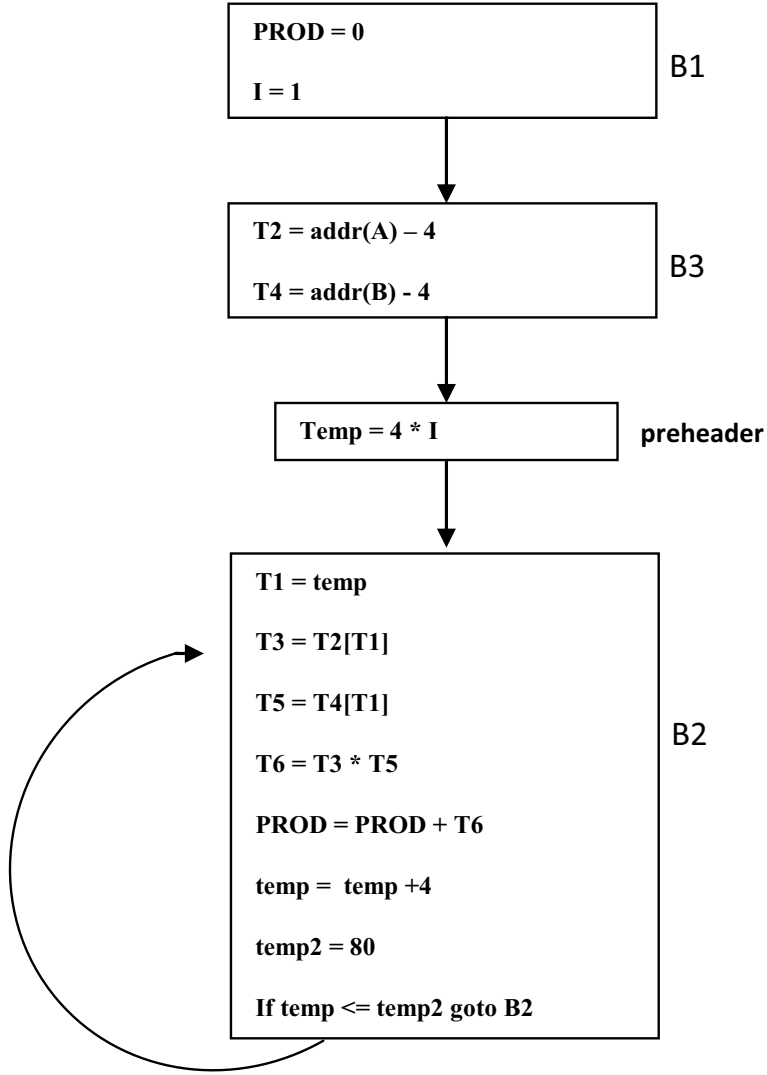 PROD = 0
I = 1
B1
T2 = addr(A) – 4
T4 = addr(B) - 4
B3
Temp = 4 * I
preheader
T1 = temp
T3 = T2[T1]
T5 = T4[T1]
T6 = T3 * T5
PROD = PROD + T6
temp = temp +4
temp2 = 80
If temp <= temp2 goto B2
B2